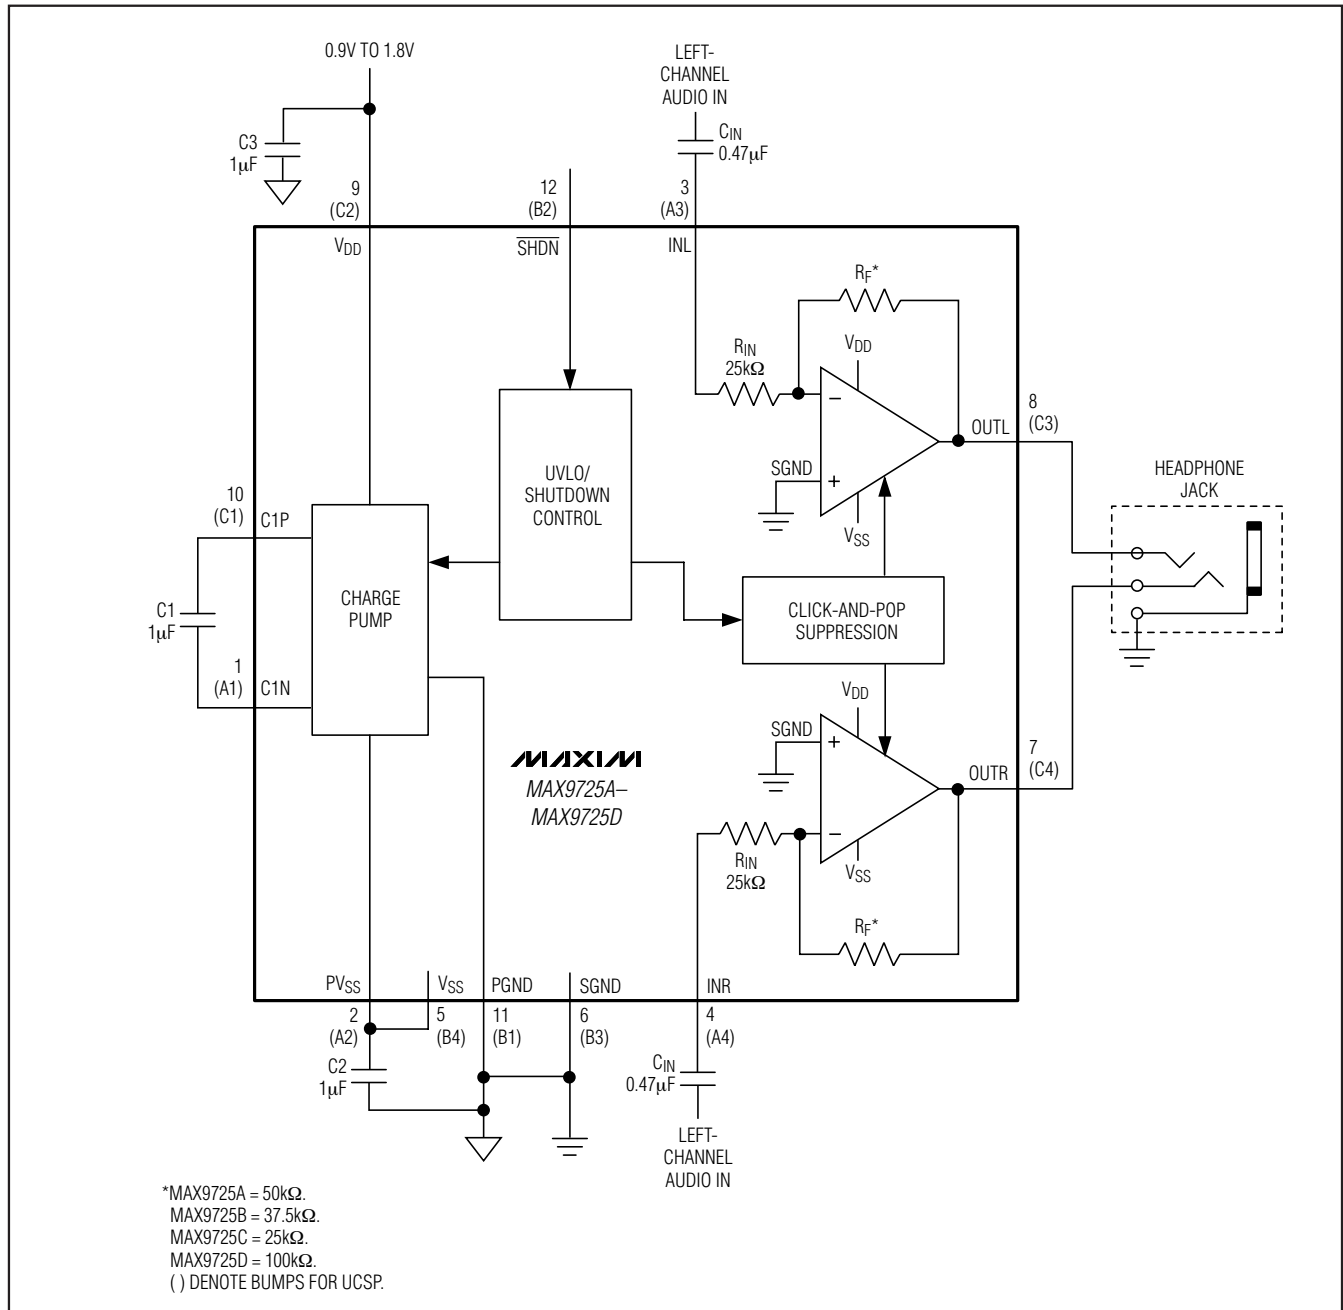 0.9V TO 1.8V
LEFT-
CHANNEL
AUDIO IN
C3
1µF
CIN
0.47µF
9
(C2)
12
(B2)
3
(A3)
VDD
SHDN
INL
RF*
RIN
25kΩ
VDD
−
SGND
+
VSS
OUTL
8
(C3)
HEADPHONE
JACK
UVLO/
SHUTDOWN
CONTROL
10
(C1)
C1P
CHARGE
PUMP
C1
1µF
1
(A1)
C1N
CLICK-AND-POP
SUPPRESSION
VDD
SGND
+
−
VSS
OUTR
7
(C4)
MAXIM
MAX9725A–
MAX9725D
RIN
25kΩ
RF*
PVSS
VSS
PGND
SGND
INR
2
(A2)
5
(B4)
11
(B1)
6
(B3)
4
(A4)
C2
1µF
CIN
0.47µF
LEFT-
CHANNEL
AUDIO IN
*MAX9725A = 50kΩ.
MAX9725B = 37.5kΩ.
MAX9725C = 25kΩ.
MAX9725D = 100kΩ.
( ) DENOTE BUMPS FOR UCSP.